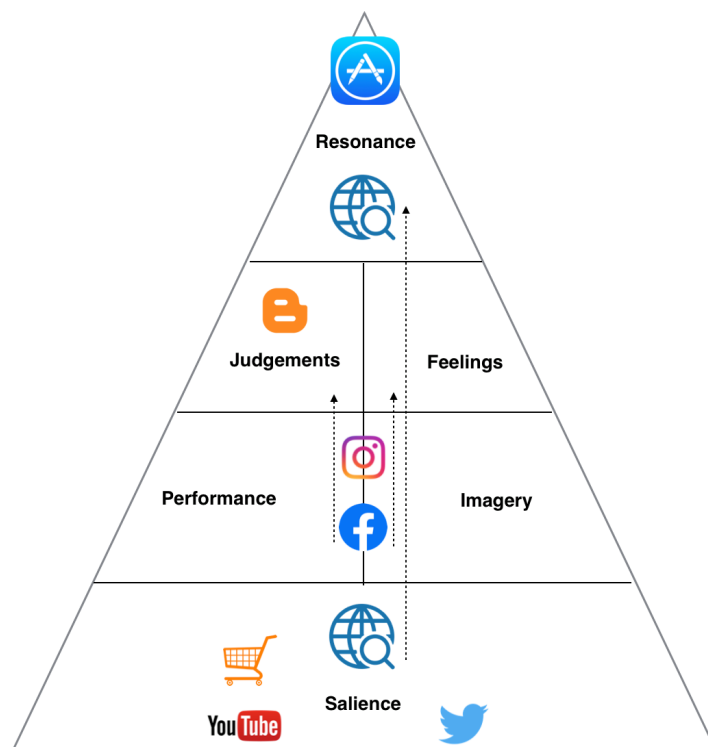 Resonance
Judgements
Feelings
Performance
Imagery
Salience
YouTube